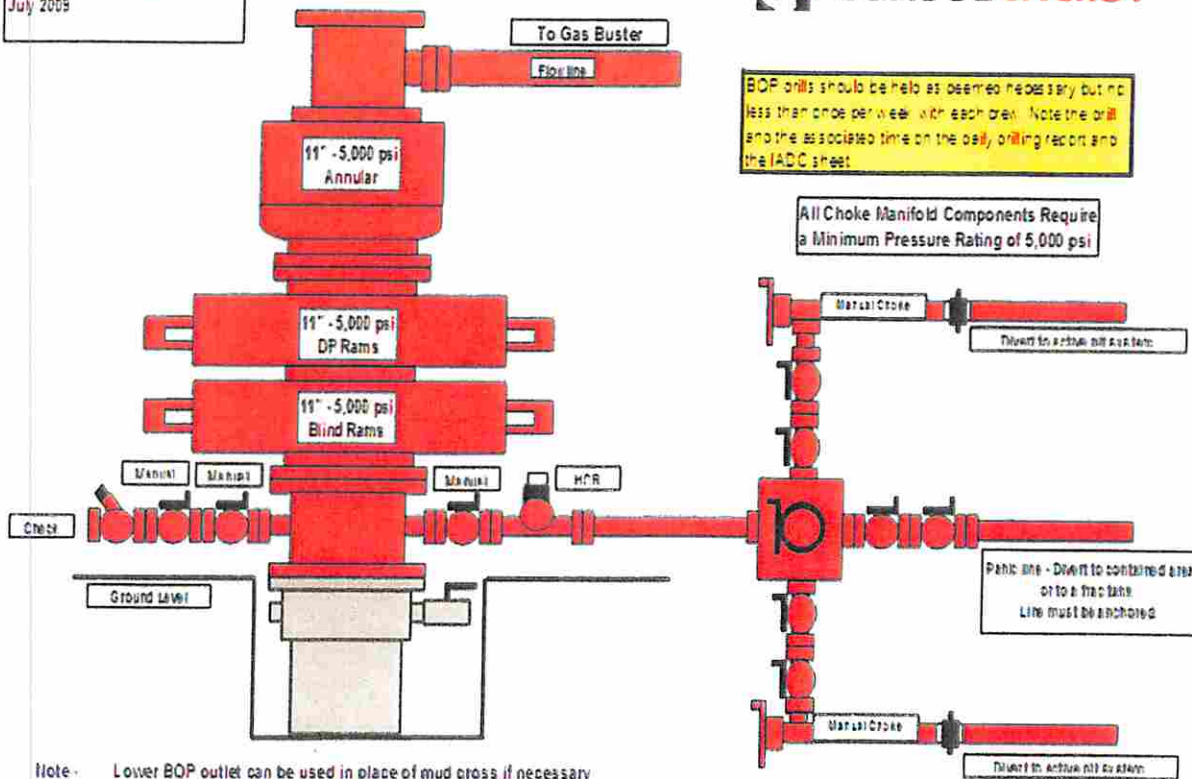 July 2009
To Gas Buster
Flowline
BOP drills should be help as deemed necessary but no
less than once per week with each crew. Note the drill
and the associated time on the daily drilling report and
the IADC sheet
11" - 5,000 psi
Annular
All Choke Manifold Components Require
a Minimum Pressure Rating of 5,000 psi
11" - 5,000 psi
DP Rams
Manual Choke
Divert to active pit system
11" - 5,000 psi
Blind Rams
Manual
Manual
Manual
HCR
Check
Ground Level
Panic line - Divert to contained area
or to a frac tank
Line must be anchored
Manual Choke
Divert to active pit system
Note - Lower BOP outlet can be used in place of mud cross if necessary